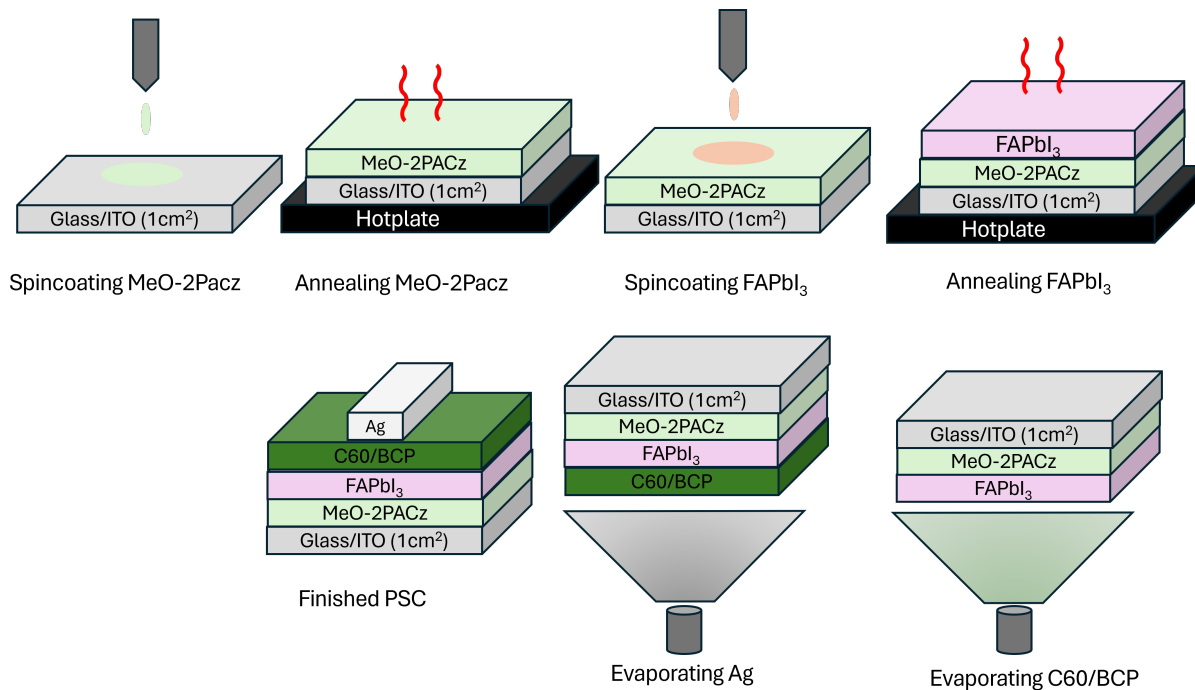 MeO-2PACz
Glass/ITO (1cm²)
Hotplate
Glass/ITO (1cm²)
MeO-2PACz
Glass/ITO (1cm²)
FAPbI₃
MeO-2PACz
Glass/ITO (1cm²)
Hotplate
Spincoating MeO-2Pacz
Annealing MeO-2Pacz
Spincoating FAPbI₃
Annealing FAPbI₃
Ag
C60/BCP
FAPbI₃
MeO-2PACz
Glass/ITO (1cm²)
Finished PSC
Glass/ITO (1cm²)
MeO-2PACz
FAPbI₃
C60/BCP
Evaporating Ag
Glass/ITO (1cm²)
MeO-2PACz
FAPbI₃
Evaporating C60/BCP